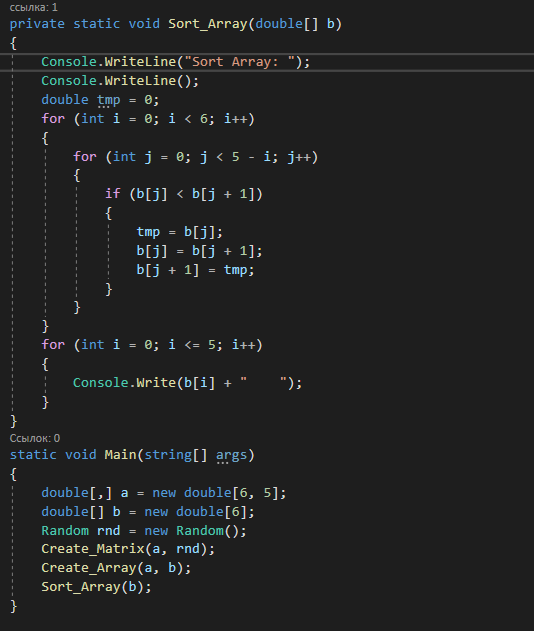 ссылка: 1
private static void Sort_Array(double[] b)
{
Console.WriteLine("Sort Array: ");
Console.WriteLine();
double tmp = 0;
for (int i = 0; i < 6; i++)
{
for (int j = 0; j < 5 - i; j++)
{
if (b[j] < b[j + 1])
{
tmp = b[j];
b[j] = b[j + 1];
b[j + 1] = tmp;
}
}
}
for (int i = 0; i <= 5; i++)
{
Console.Write(b[i] + "    ");
}
}
Ссылок: 0
static void Main(string[] args)
{
double[,] a = new double[6, 5];
double[] b = new double[6];
Random rnd = new Random();
Create_Matrix(a, rnd);
Create_Array(a, b);
Sort_Array(b);
}